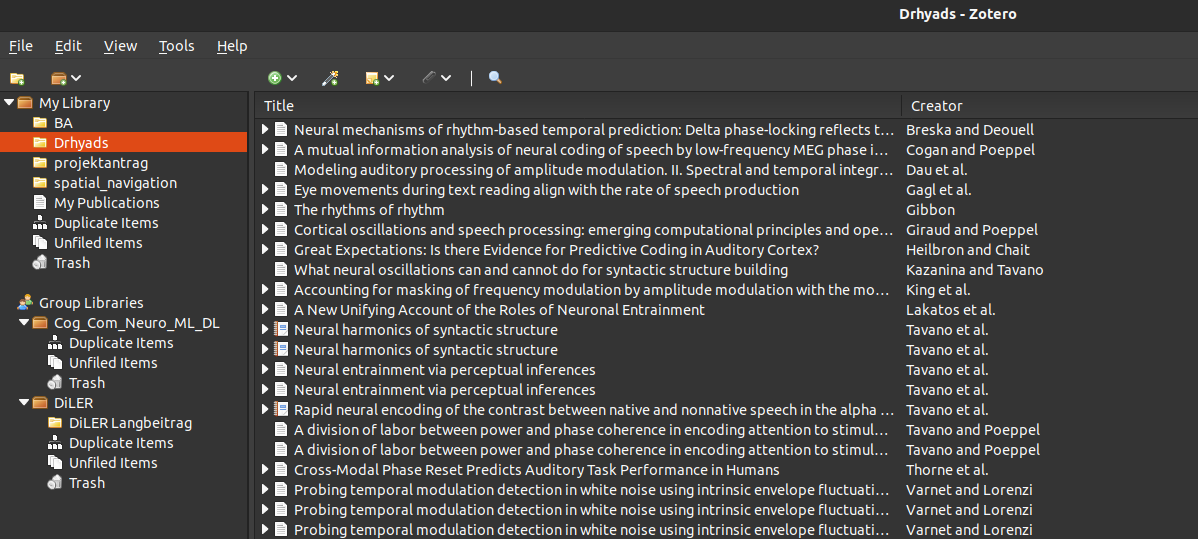 Drhyads - Zotero
File Edit View Tools Help
My Library
BA
Drhyads
projektantrag
spatial_navigation
My Publications
Duplicate Items
Unfiled Items
Trash
Group Libraries
Cog_Com_Neuro_ML_DL
Duplicate Items
Unfiled Items
Trash
DiLER
DiLER Langbeitrag
Duplicate Items
Unfiled Items
Trash
Title Creator
Neural mechanisms of rhythm-based temporal prediction: Delta phase-locking reflects t... Breska and Deouell
A mutual information analysis of neural coding of speech by low-frequency MEG phase i... Cogan and Poeppel
Modeling auditory processing of amplitude modulation. II. Spectral and temporal integr... Dau et al.
Eye movements during text reading align with the rate of speech production Gagl et al.
The rhythms of rhythm Gibbon
Cortical oscillations and speech processing: emerging computational principles and ope... Giraud and Poeppel
Great Expectations: Is there Evidence for Predictive Coding in Auditory Cortex? Heilbron and Chait
What neural oscillations can and cannot do for syntactic structure building Kazanina and Tavano
Accounting for masking of frequency modulation by amplitude modulation with the mo... King et al.
A New Unifying Account of the Roles of Neuronal Entrainment Lakatos et al.
Neural harmonics of syntactic structure Tavano et al.
Neural harmonics of syntactic structure Tavano et al.
Neural entrainment via perceptual inferences Tavano et al.
Neural entrainment via perceptual inferences Tavano et al.
Rapid neural encoding of the contrast between native and nonnative speech in the alpha ... Tavano et al.
A division of labor between power and phase coherence in encoding attention to stimul... Tavano and Poeppel
A division of labor between power and phase coherence in encoding attention to stimul... Tavano and Poeppel
Cross-Modal Phase Reset Predicts Auditory Task Performance in Humans Thorne et al.
Probing temporal modulation detection in white noise using intrinsic envelope fluctuati... Varnet and Lorenzi
Probing temporal modulation detection in white noise using intrinsic envelope fluctuati... Varnet and Lorenzi
Probing temporal modulation detection in white noise using intrinsic envelope fluctuati... Varnet and Lorenzi